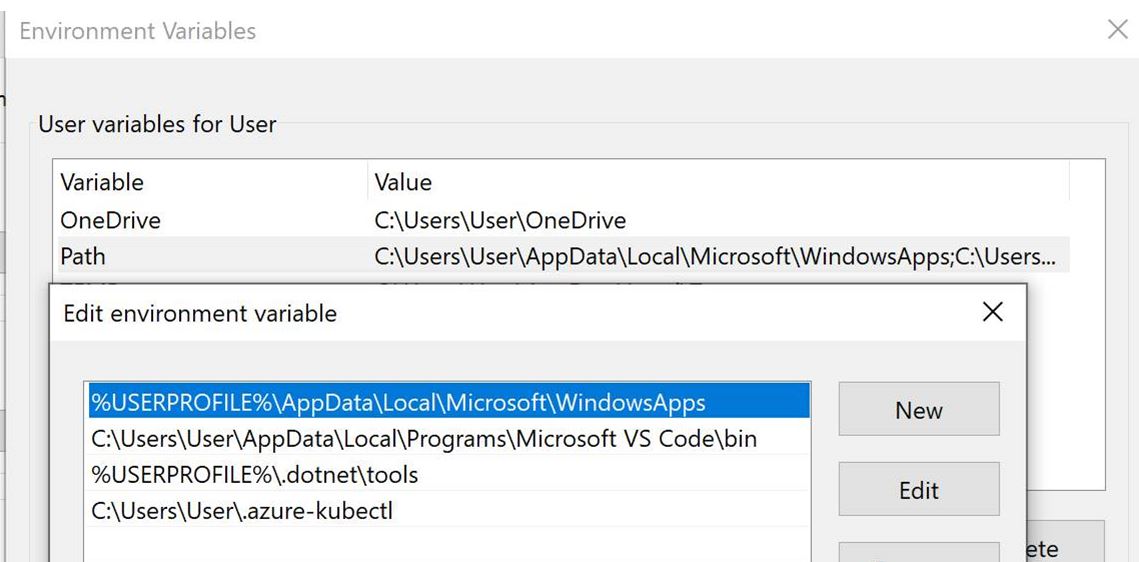 Environment Variables
User variables for User
Variable Value
OneDrive C:\Users\User\OneDrive
Path C:\Users\User\AppData\Local\Microsoft\WindowsApps;C:\Users...
Edit environment variable
%USERPROFILE%\AppData\Local\Microsoft\WindowsApps
New
C:\Users\User\AppData\Local\Programs\Microsoft VS Code\bin
%USERPROFILE%\.dotnet\tools
Edit
C:\Users\User\.azure-kubectl
ete